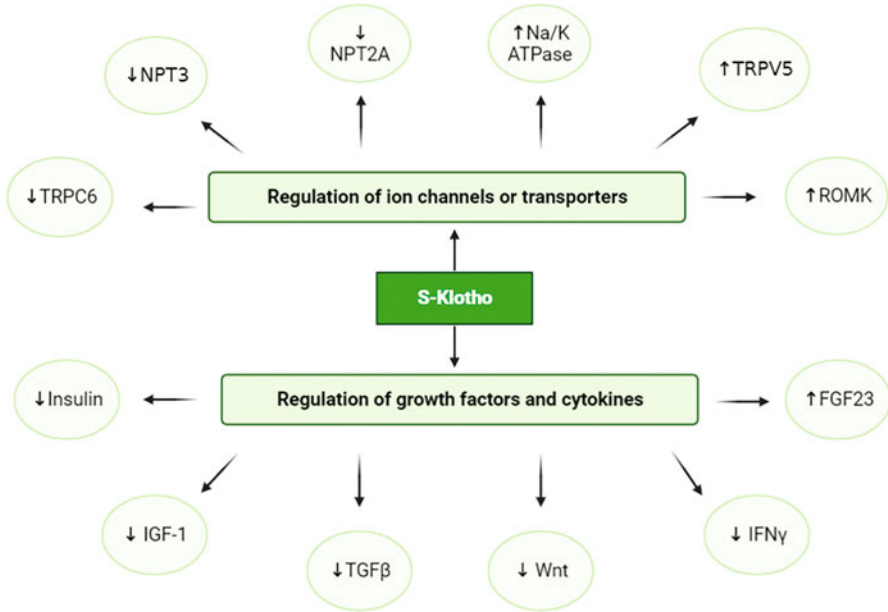 ↓
NPT2A
↑Na/K
ATPase
↓NPT3
↑TRPV5
↓TRPC6
Regulation of ion channels or transporters
↑ROMK
S-Klotho
↓Insulin
Regulation of growth factors and cytokines
↑FGF23
↓ IGF-1
↓TGFβ
↓ Wnt
↓ IFNγ